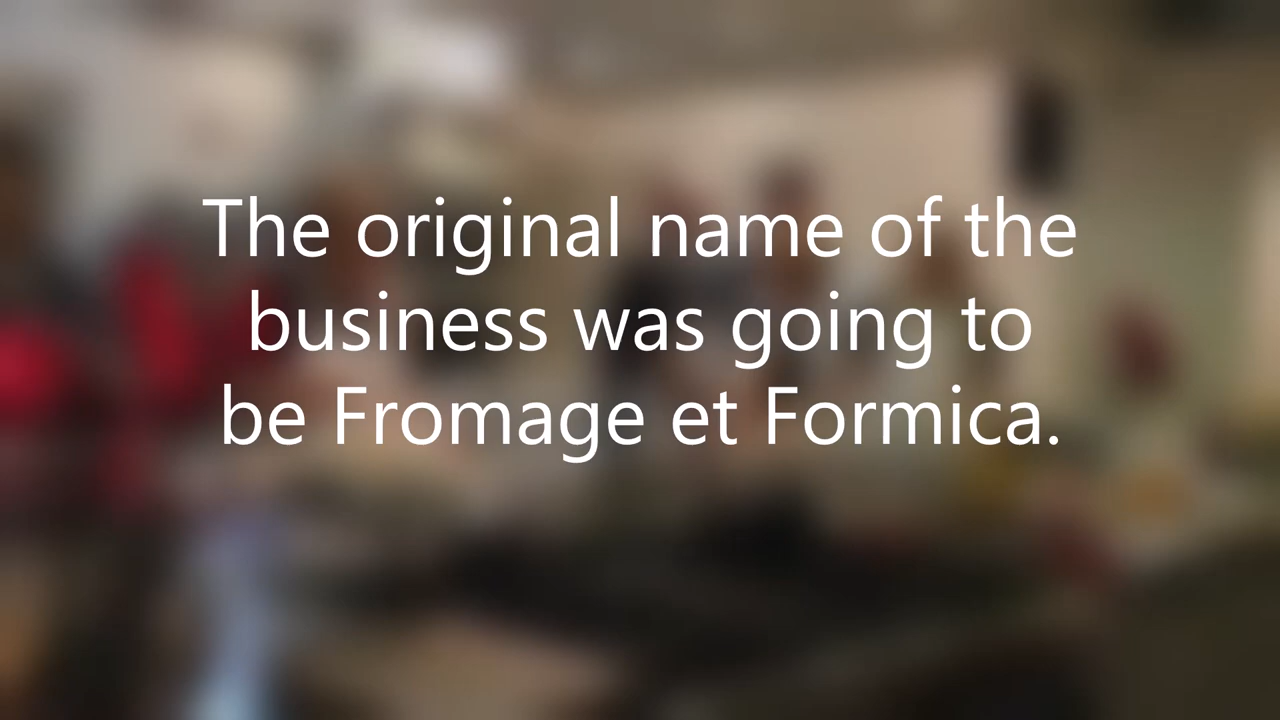 The original name of the
business was going to
be Fromage et Formica.